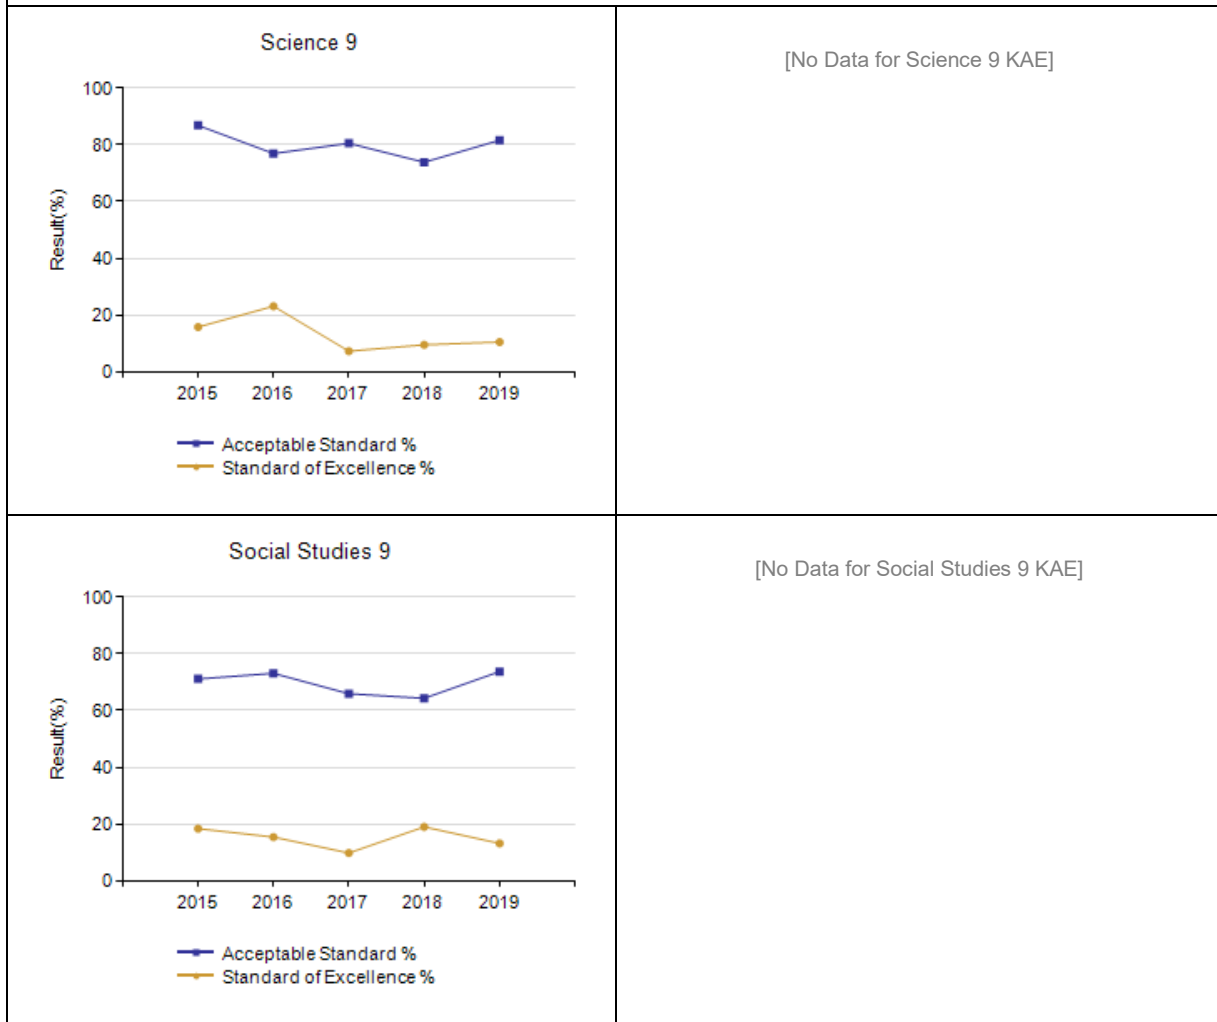 Science 9
[No Data for Science 9 KAE]
100
80
60
40
20
0
Result(%)
2015 2016 2017 2018 2019
Acceptable Standard %
Standard of Excellence %
Social Studies 9
[No Data for Social Studies 9 KAE]
100
80
60
40
20
0
Result(%)
2015 2016 2017 2018 2019
Acceptable Standard %
Standard of Excellence %